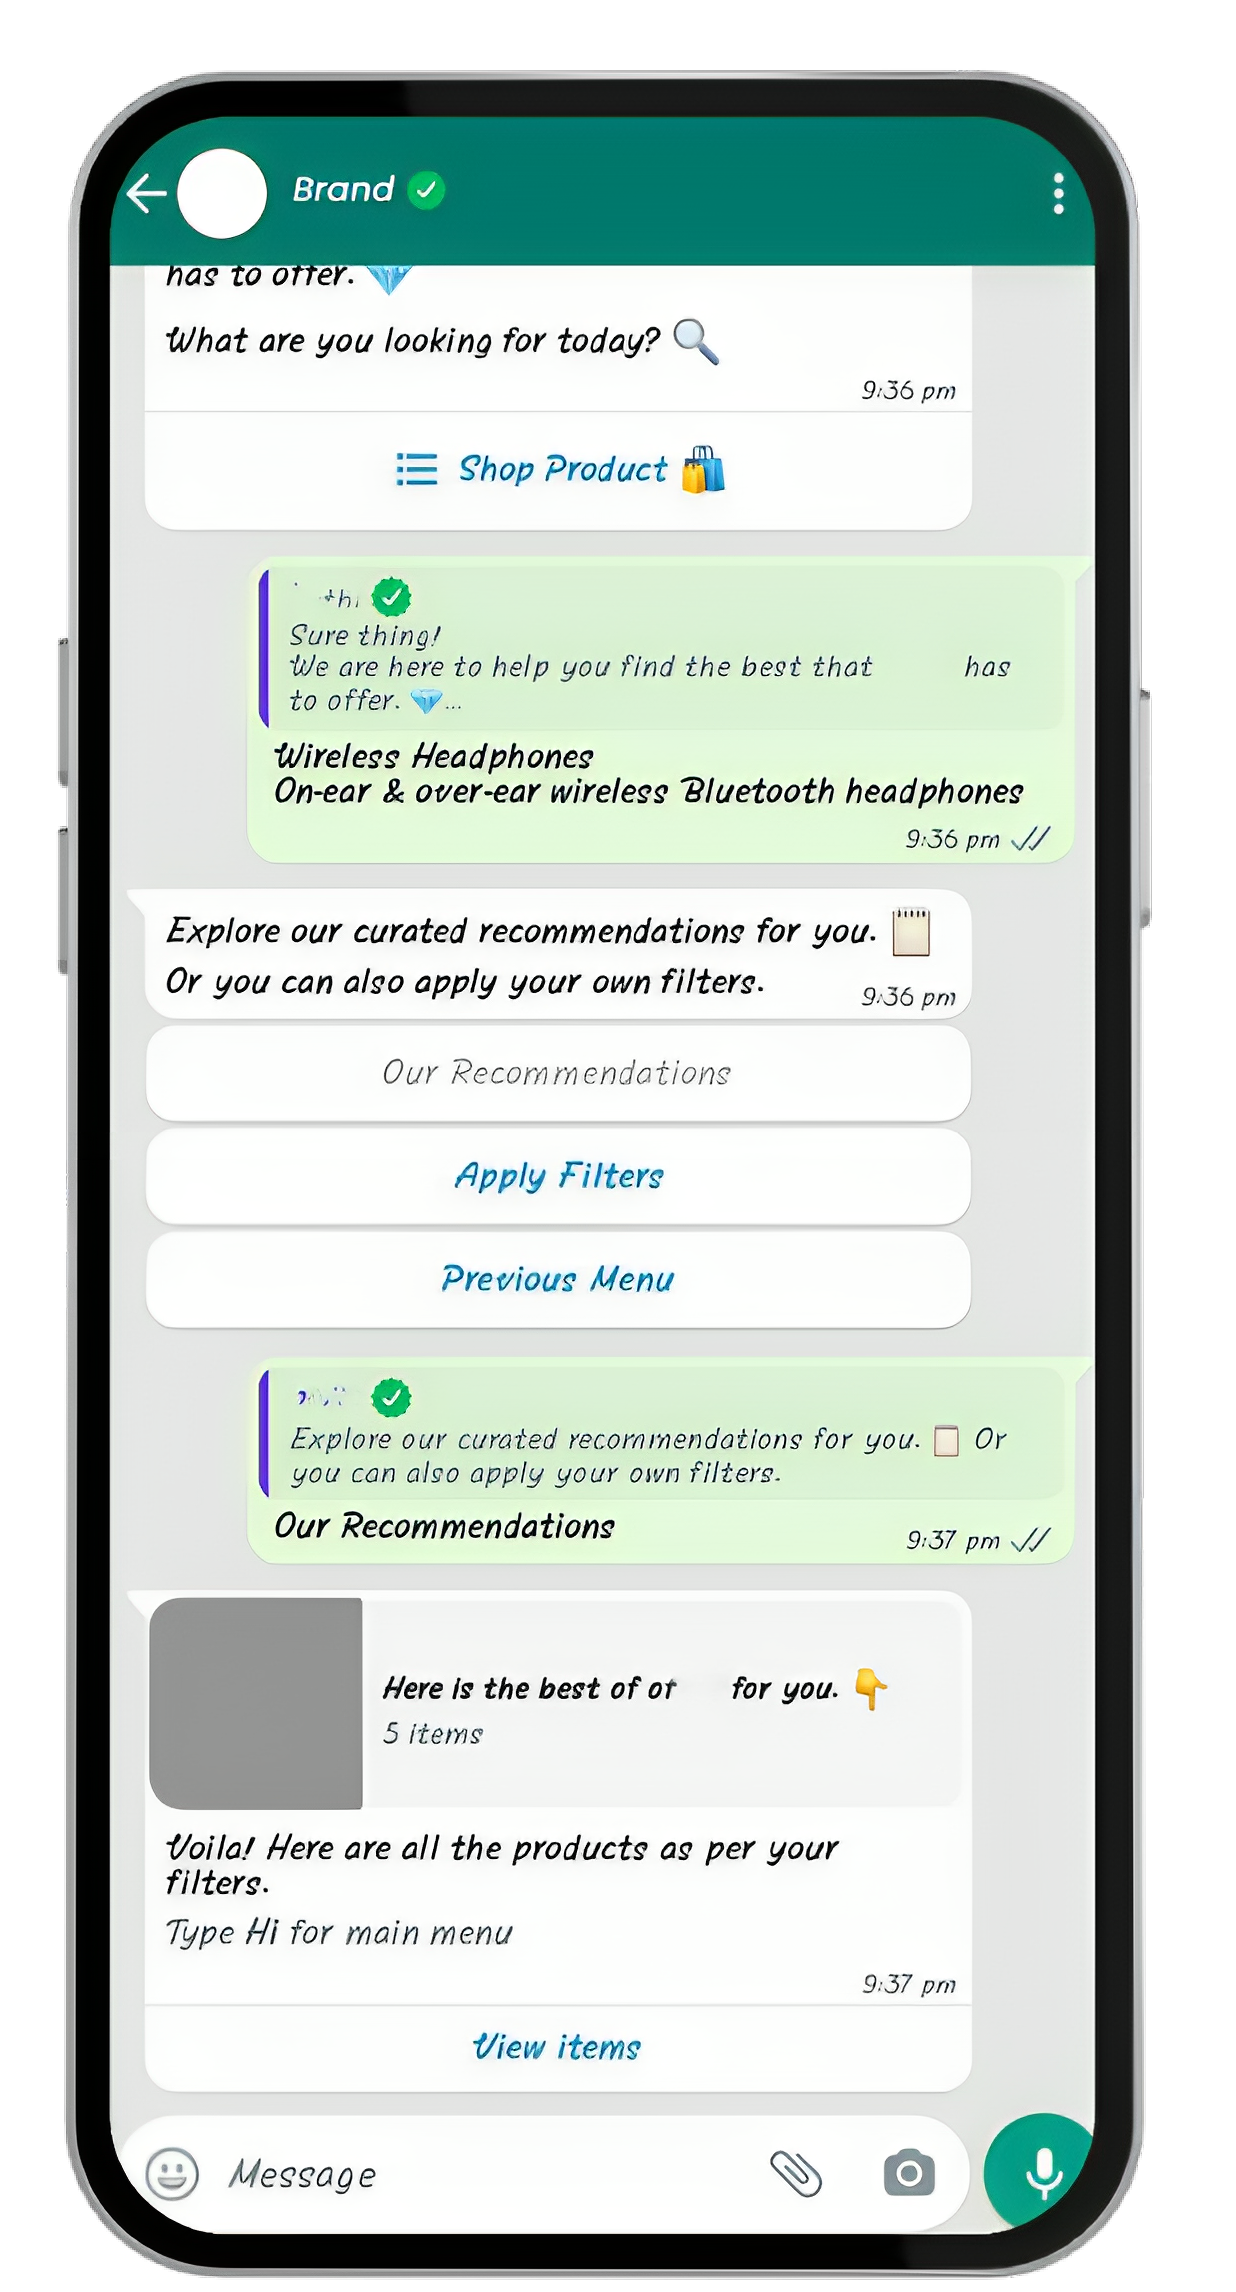 Brand
has to offer.
What are you looking for today?
9:36 pm
Shop Product
Sure thing!
We are here to help you find the best that has
to offer. ...
Wireless Headphones
On-ear & over-ear wireless Bluetooth headphones
9:36 pm
Explore our curated recommendations for you.
Or you can also apply your own filters.
9:36 pm
Our Recommendations
Apply Filters
Previous Menu
Explore our curated recommendations for you. Or
you can also apply your own filters.
Our Recommendations
9:37 pm
Here is the best of for you.
5 items
Voila! Here are all the products as per your
filters.
Type Hi for main menu
9:37 pm
View items
Message